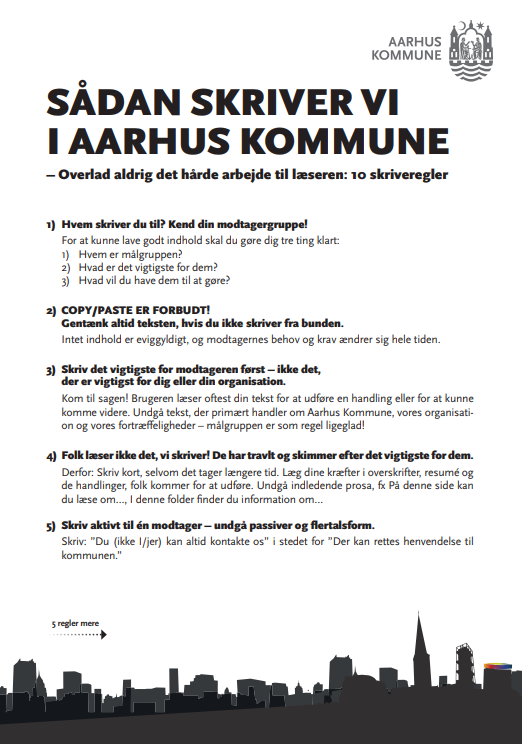 AARHUS
KOMMUNE
SÅDAN SKRIVER VI
I AARHUS KOMMUNE
– Overlad aldrig det hårde arbejde til læseren: 10 skriveregler
1) Hvem skriver du til? Kend din modtagergruppe!
For at kunne lave godt indhold skal du gøre dig tre ting klart:
1) Hvem er målgruppen?
2) Hvad er det vigtigste for dem?
3) Hvad vil du have dem til at gøre?
2) COPY/PASTE ER FORBUDT!
Gentænk altid teksten, hvis du ikke skriver fra bunden.
Intet indhold er eviggyldigt, og modtagernes behov og krav ændrer sig hele tiden.
3) Skriv det vigtigste for modtageren først – ikke det,
der er vigtigst for dig eller din organisation.
Kom til sagen! Brugeren læser oftest din tekst for at udføre en handling eller for at kunne
komme videre. Undgå tekst, der primært handler om Aarhus Kommune, vores organisati-
on og vores fortræffeligheder – målgruppen er som regel ligeglad!
4) Folk læser ikke det, vi skriver! De har travlt og skimmer efter det vigtigste for dem.
Derfor: Skriv kort, selvom det tager længere tid. Læg dine kræfter i overskrifter, resumé og
de handlinger, folk kommer for at udføre. Undgå indledende prosa, fx På denne side kan
du læse om..., I denne folder finder du information om...
5) Skriv aktivt til én modtager – undgå passiver og flertalsform.
Skriv: ”Du (ikke I/jer) kan altid kontakte os” i stedet for ”Der kan rettes henvendelse til
kommunen.”
5 regler mere